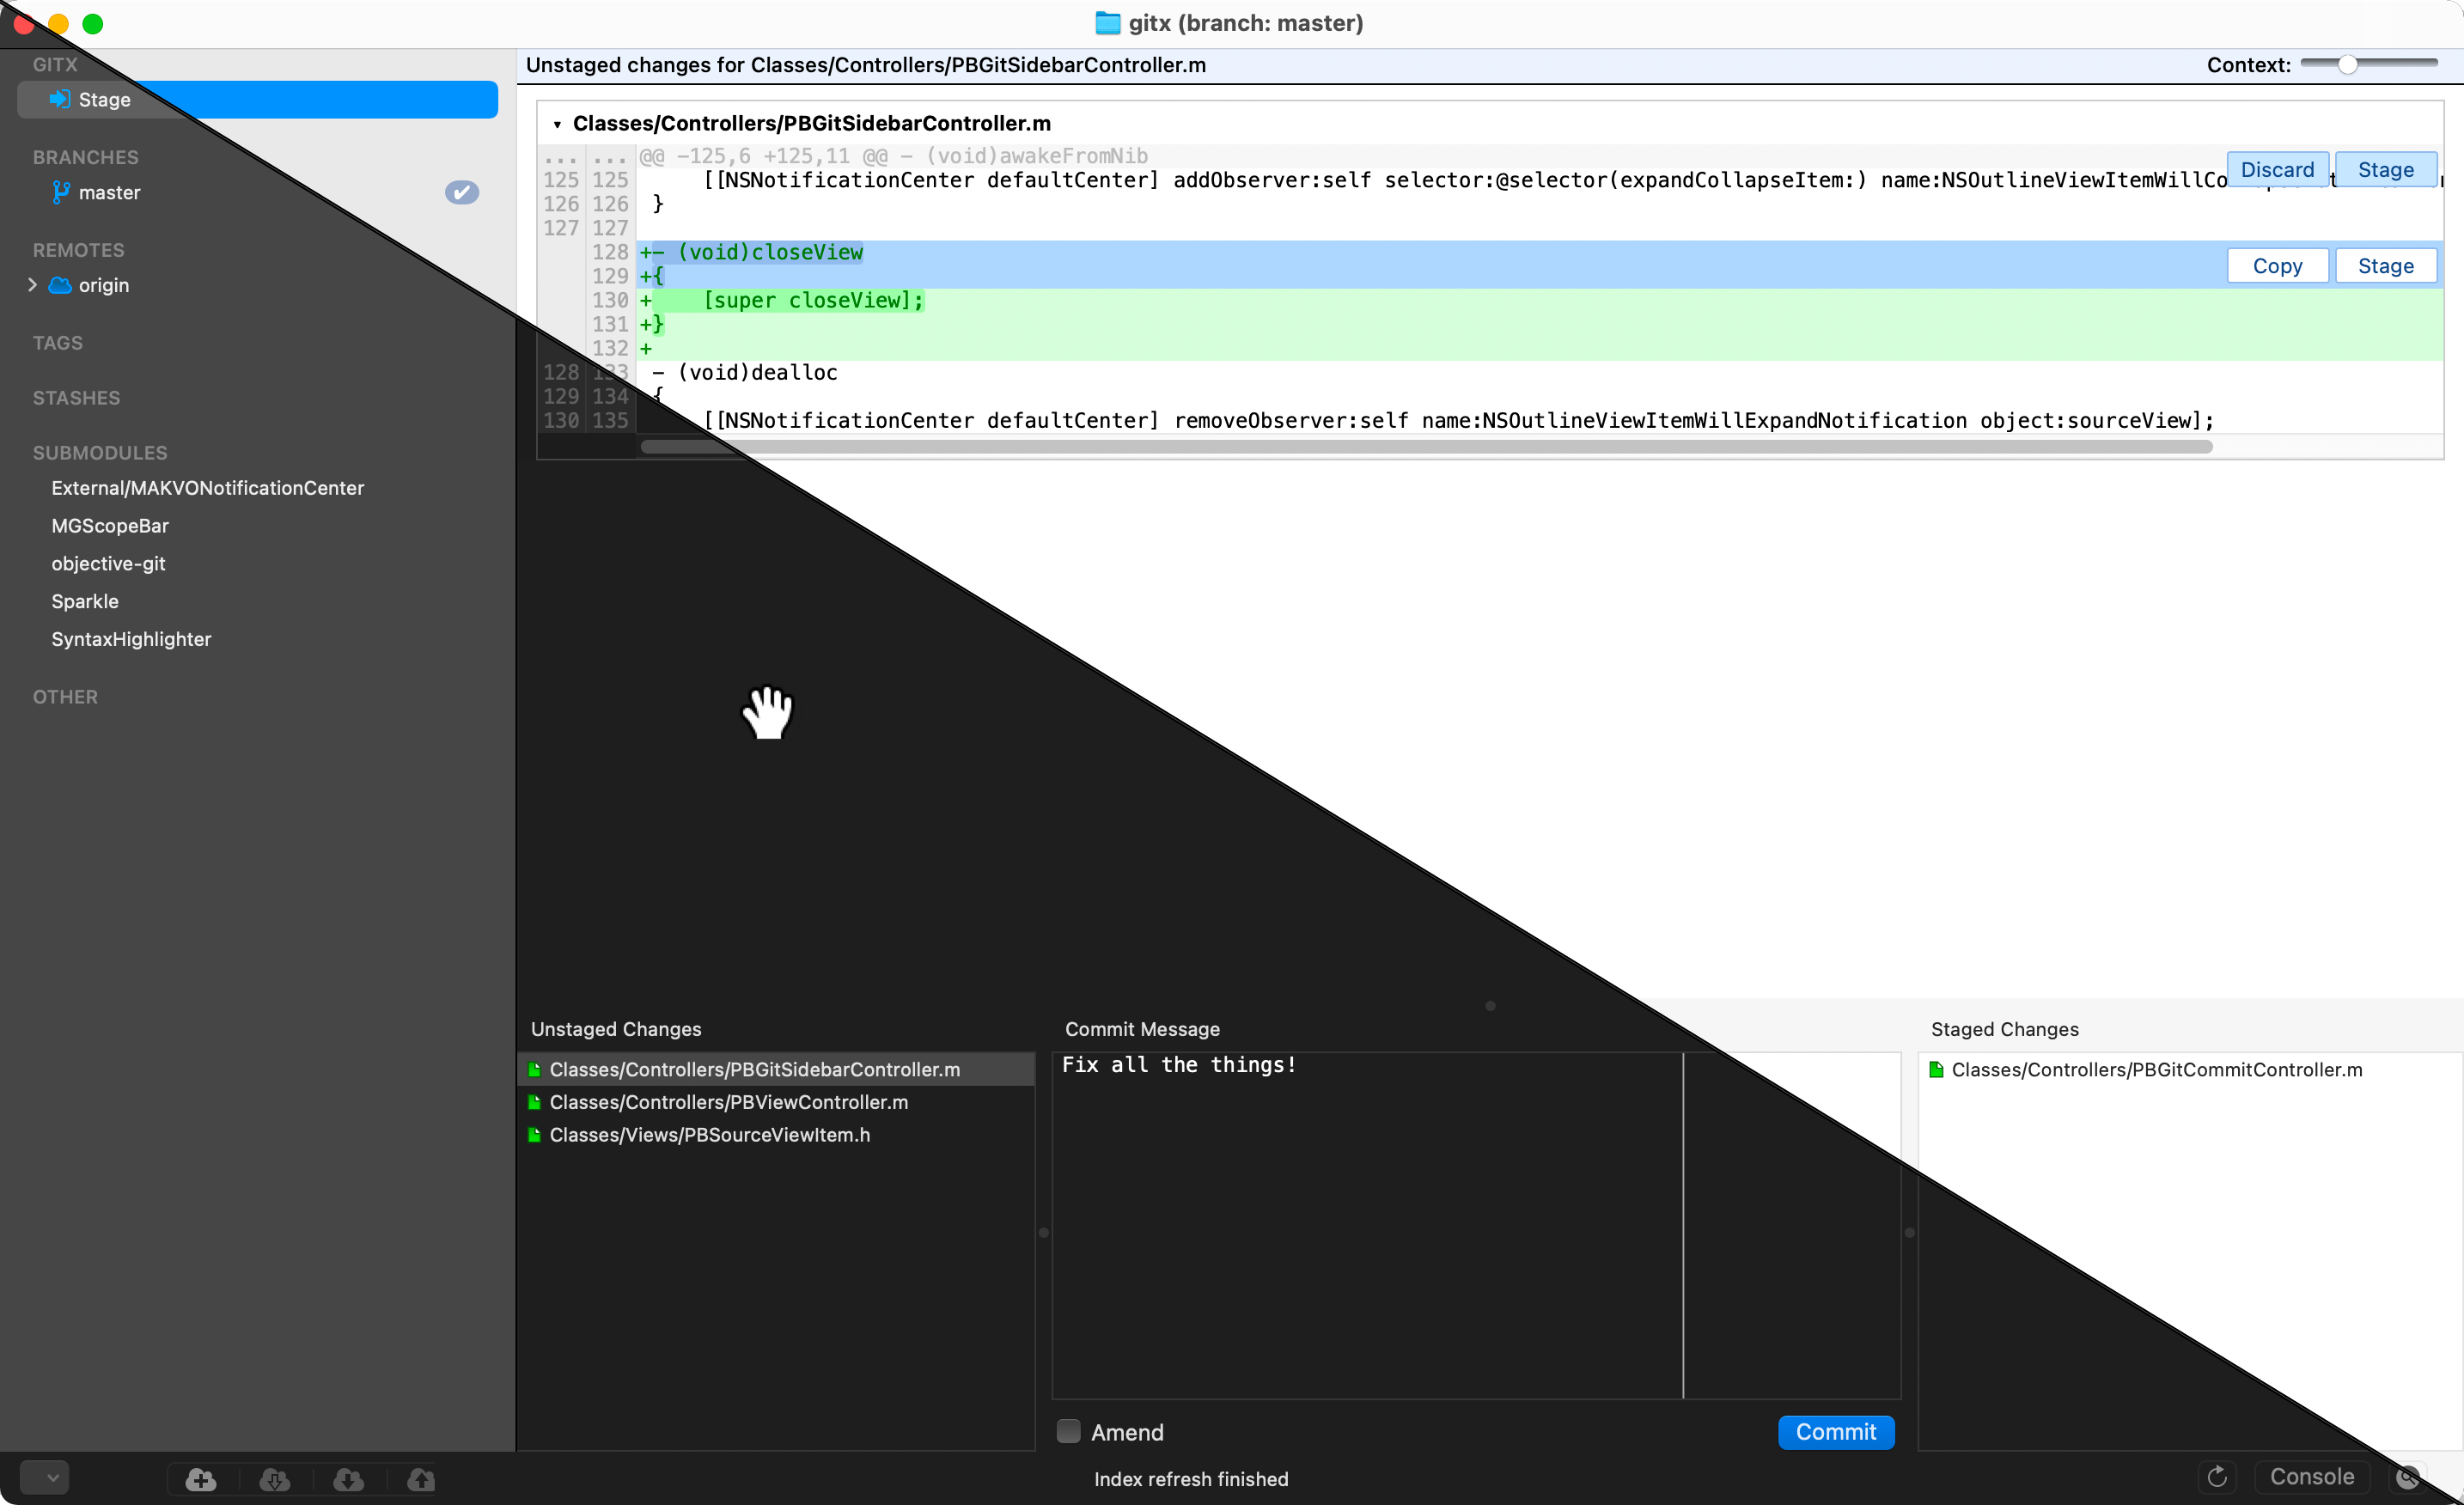 gitx (branch: master)
GITX
Stage
BRANCHES
master
REMOTES
origin
TAGS
STASHES
SUBMODULES
External/MAKVONotificationCenter
MGScopeBar
objective-git
Sparkle
SyntaxHighlighter
OTHER
Unstaged changes for Classes/Controllers/PBGitSidebarController.m
Context:
Classes/Controllers/PBGitSidebarController.m
... ... @@ -125,6 +125,11 @@ - (void)awakeFromNib
Discard Stage
125 125 [[NSNotificationCenter defaultCenter] addObserver:self selector:@selector(expandCollapseItem:) name:NSOutlineViewItemWillCo
126 126 }
127 127
128 +- (void)closeView
Copy Stage
129 +{
130 + [super closeView];
131 +}
132 +
128 133 - (void)dealloc
129 134 {
130 135 [[NSNotificationCenter defaultCenter] removeObserver:self name:NSOutlineViewItemWillExpandNotification object:sourceView];
Unstaged Changes
Classes/Controllers/PBGitSidebarController.m
Classes/Controllers/PBViewController.m
Classes/Views/PBSourceViewItem.h
Commit Message
Fix all the things!
Amend
Commit
Staged Changes
Classes/Controllers/PBGitCommitController.m
Index refresh finished
Console